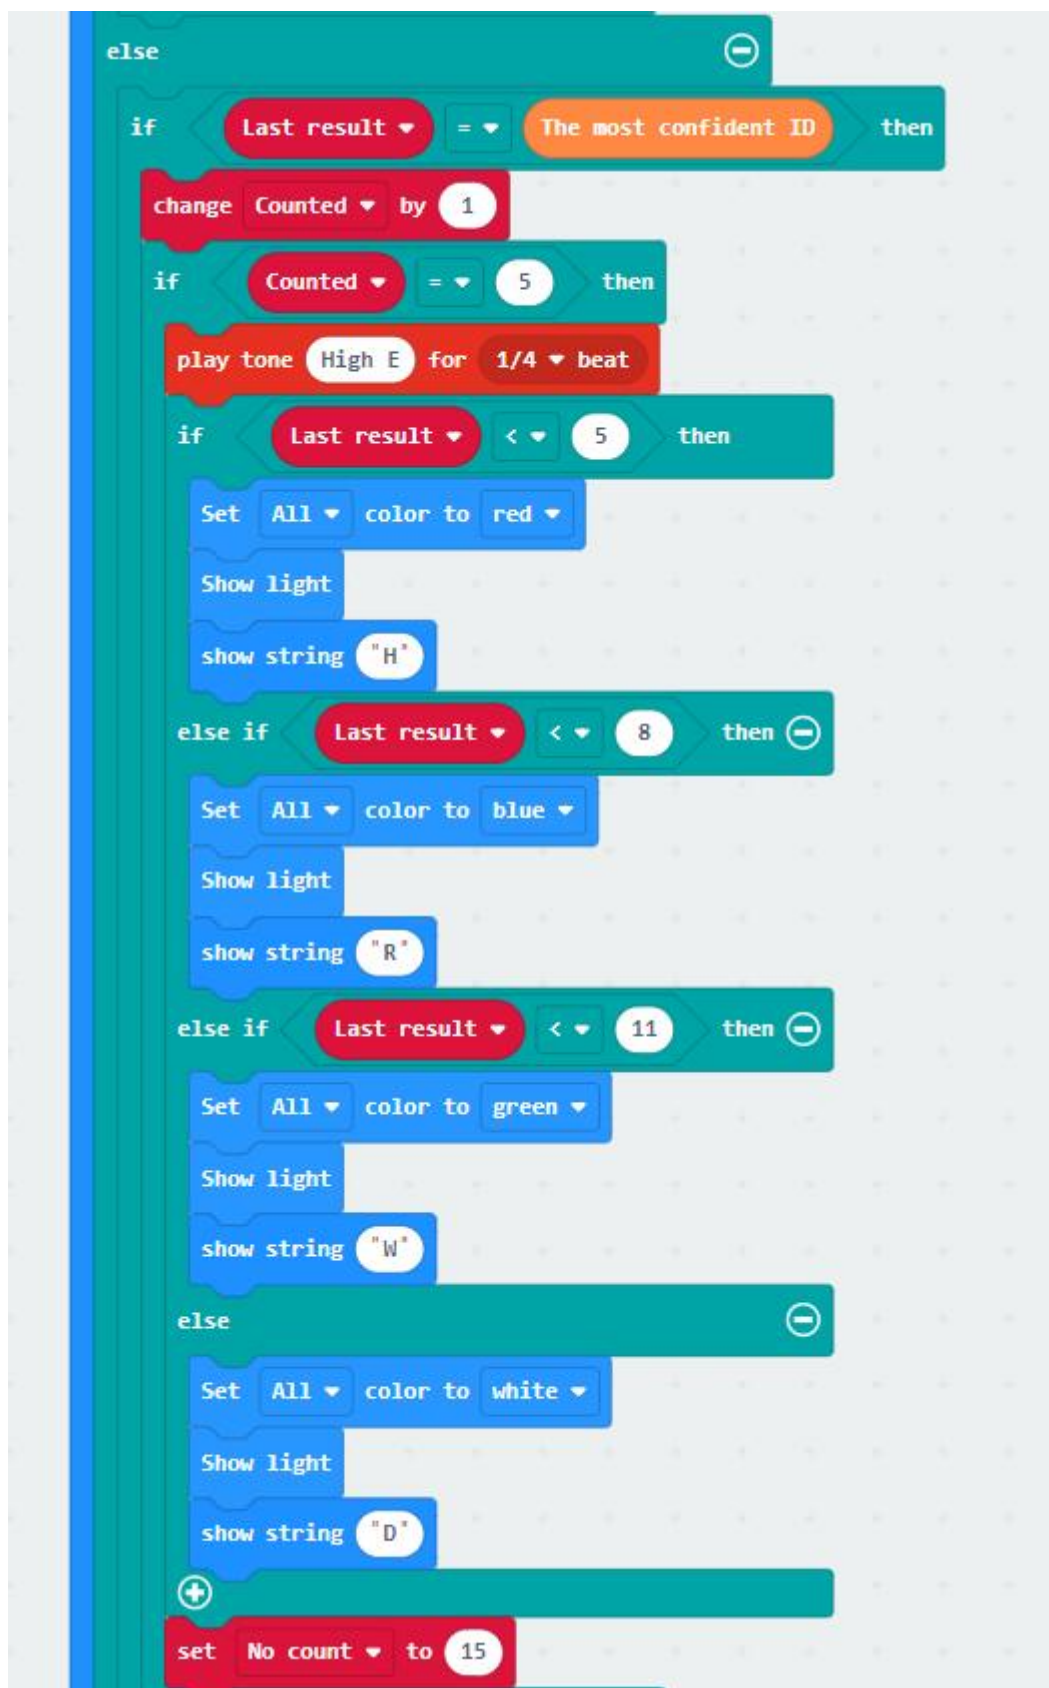 else
if Last result = The most confident ID then
change Counted by 1
if Counted = 5 then
play tone High E for 1/4 beat
if Last result < 5 then
Set All color to red
Show light
show string "H"
else if Last result < 8 then
Set All color to blue
Show light
show string "R"
else if Last result < 11 then
Set All color to green
Show light
show string "W"
else
Set All color to white
Show light
show string "D"
set No count to 15